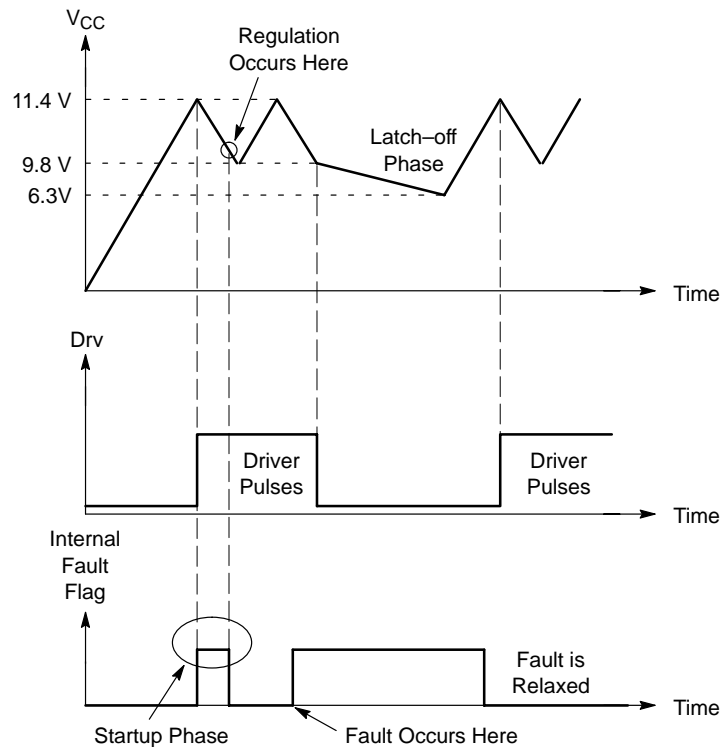 V_CC
Regulation
Occurs Here
11.4 V
Latch–off
Phase
9.8 V
6.3V
Time
Drv
Driver
Pulses
Driver
Pulses
Time
Internal
Fault
Flag
Fault is
Relaxed
Time
Startup Phase
Fault Occurs Here